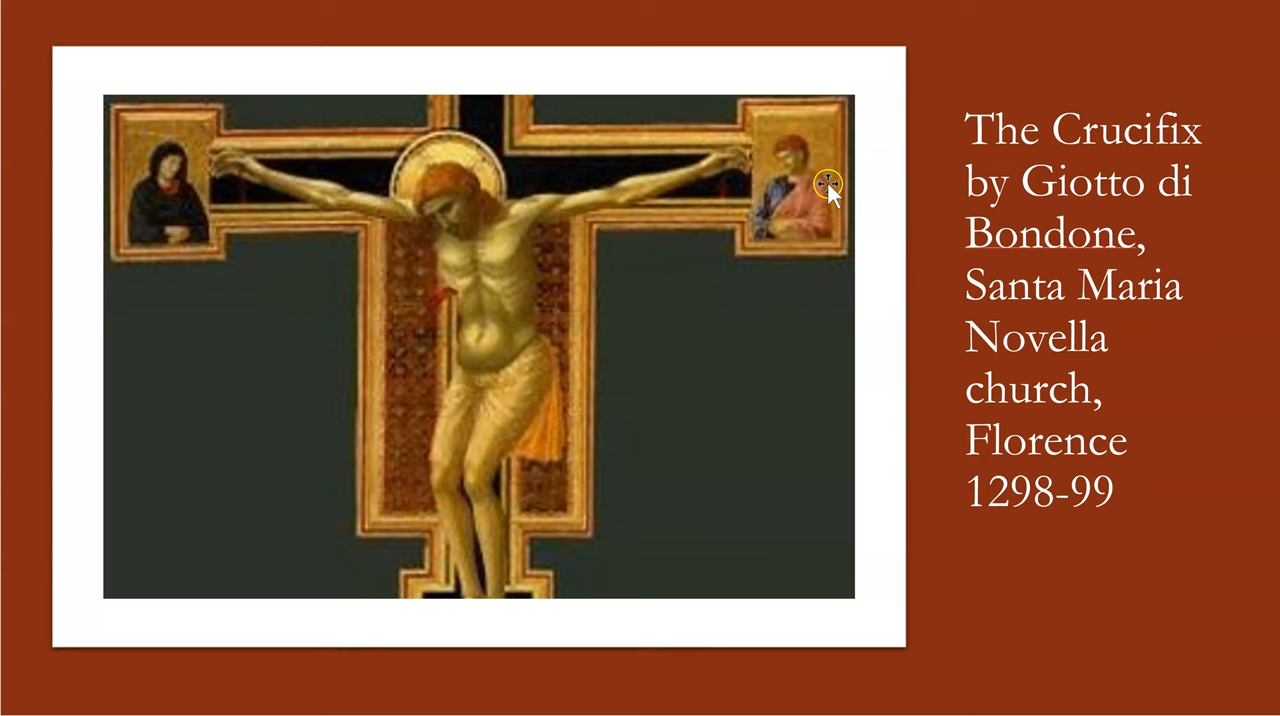 The Crucifix
by Giotto di
Bondone,
Santa Maria
Novella
church,
Florence
1298-99